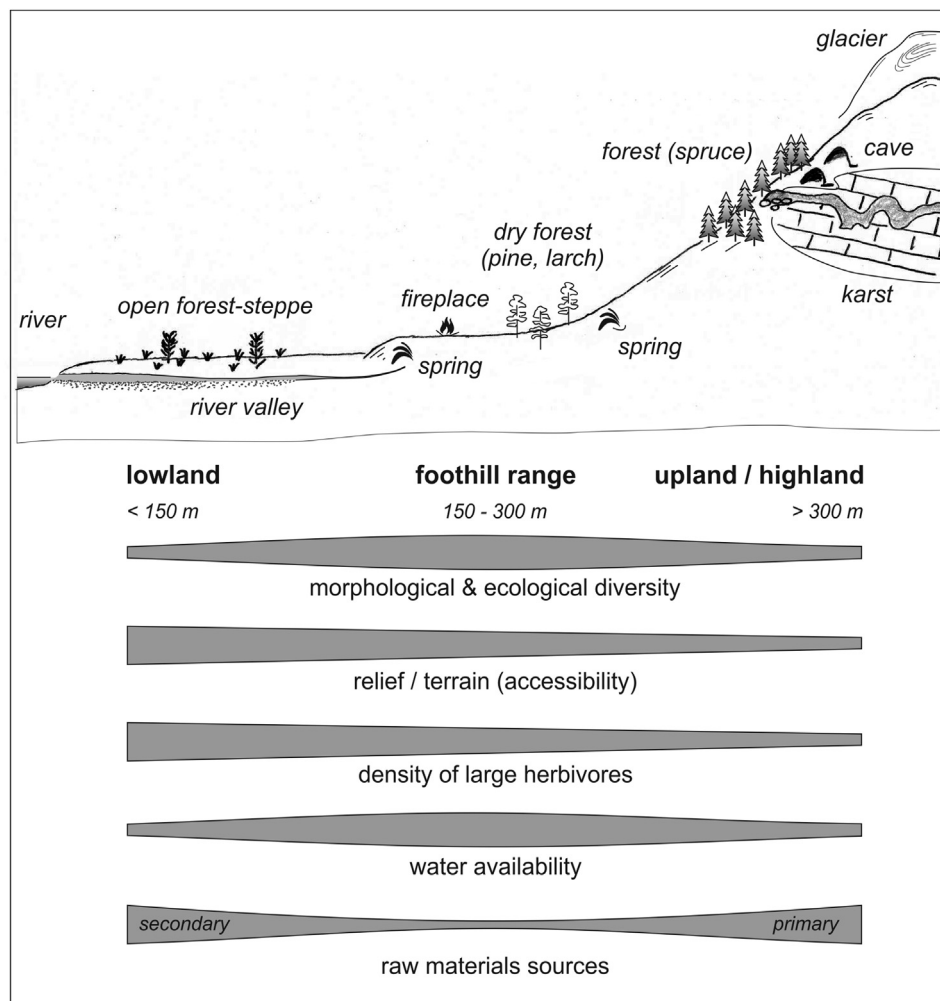 glacier
forest (spruce)
cave
dry forest
(pine, larch)
karst
river
open forest-steppe
fireplace
spring
spring
river valley
lowland
foothill range
upland / highland
< 150 m
150 - 300 m
> 300 m
morphological & ecological diversity
relief / terrain (accessibility)
density of large herbivores
water availability
secondary
primary
raw materials sources